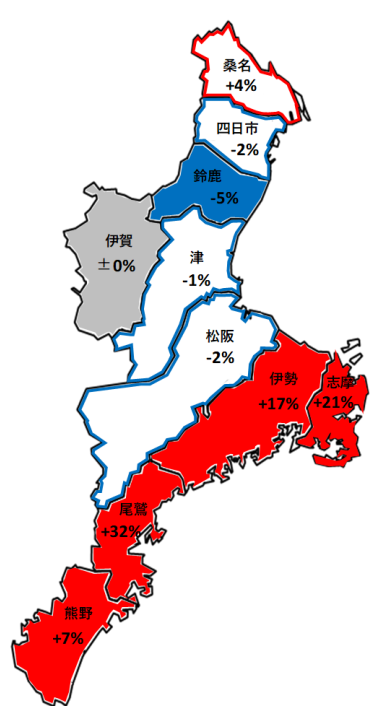 桑名
+4%
四日市
-2%
鈴鹿
-5%
伊賀
±0%
津
-1%
松阪
-2%
伊勢
+17%
志摩
+21%
尾鷲
+32%
熊野
+7%